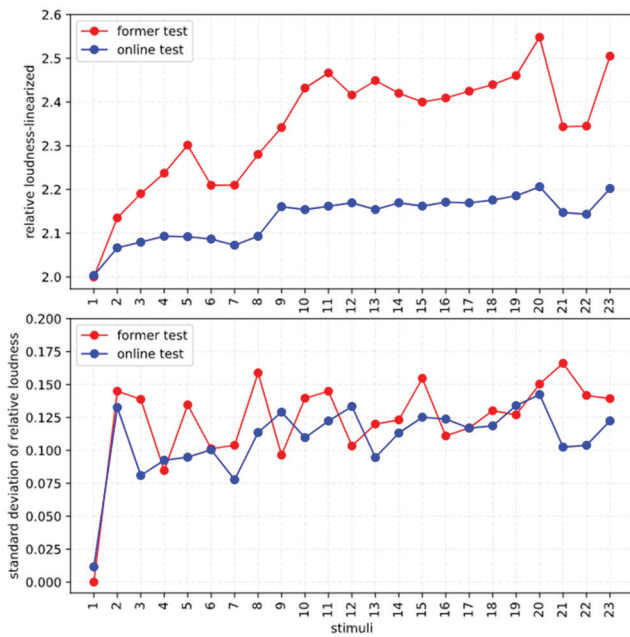 2.6
2.5
2.4
2.3
2.2
2.1
2.0
relative loudness-linearized
former test
online test
1 2 3 4 5 6 7 8 9 10 11 12 13 14 15 16 17 18 19 20 21 22 23
0.200
0.175
0.150
0.125
0.100
0.075
0.050
0.025
0.000
standard deviation of relative loudness
former test
online test
1 2 3 4 5 6 7 8 9 10 11 12 13 14 15 16 17 18 19 20 21 22 23
stimuli